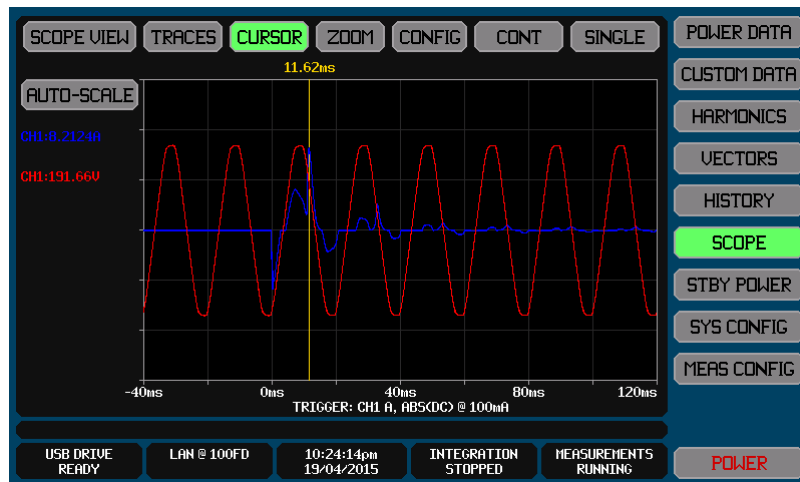 SCOPE VIEW TRACES CURSOR ZOOM CONFIG CONT SINGLE
POWER DATA
11.62ms
CUSTOM DATA
AUTO-SCALE
HARMONICS
CH1:8.2124A
VECTORS
CH1:191.66V
HISTORY
SCOPE
STBY POWER
SYS CONFIG
MEAS CONFIG
-40ms 0ms 40ms 80ms 120ms
TRIGGER: CH1 A, ABS(DC) @ 100mA
USB DRIVE
READY
LAN @ 100FD
10:24:14pm
19/04/2015
INTEGRATION
STOPPED
MEASUREMENTS
RUNNING
POWER